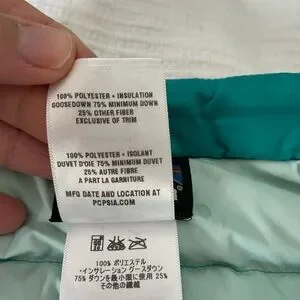 100% POLYESTER • INSULATION
GOOSEDOWN 75% MINIMUM DOWN
25% OTHER FIBER
EXCLUSIVE OF TRIM
100% POLYESTER • ISOLANT
DUVET D'OIE 75% MINIMUM DUVET
25% AUTRE FIBRE
A PART LA GARNITURE
MFG DATE AND LOCATION AT
PCPSIA.COM
100% ポリエステル
• インサレーション グースダウン
75% ダウンを最小限に使用 25%
その他の繊維